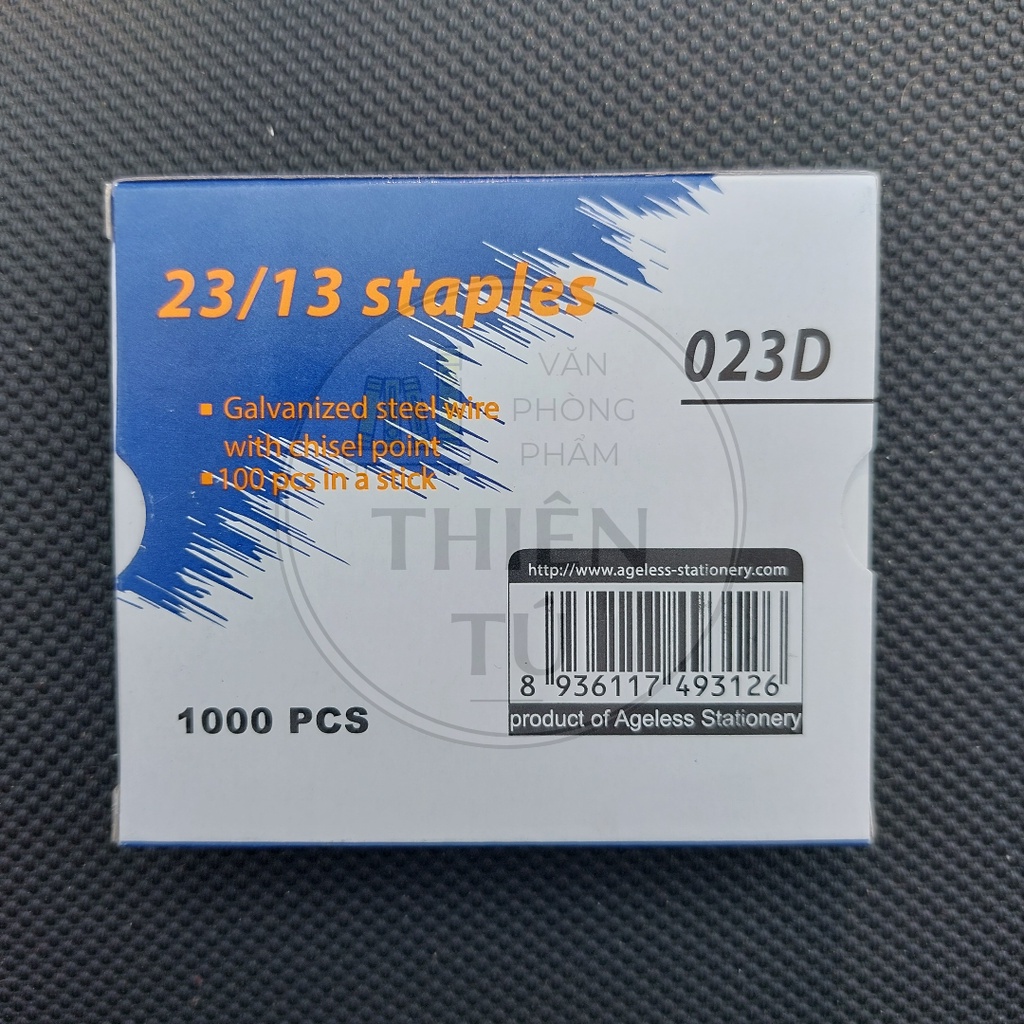 23/13 staples
023D
▪ Galvanized steel wire
with chisel point
▪ 100 pcs in a stick
VĂN
PHÒNG
PHẨM
THIÊN
TÚ
http://www.ageless-stationery.com
8 936117 493126
product of Ageless Stationery
1000 PCS